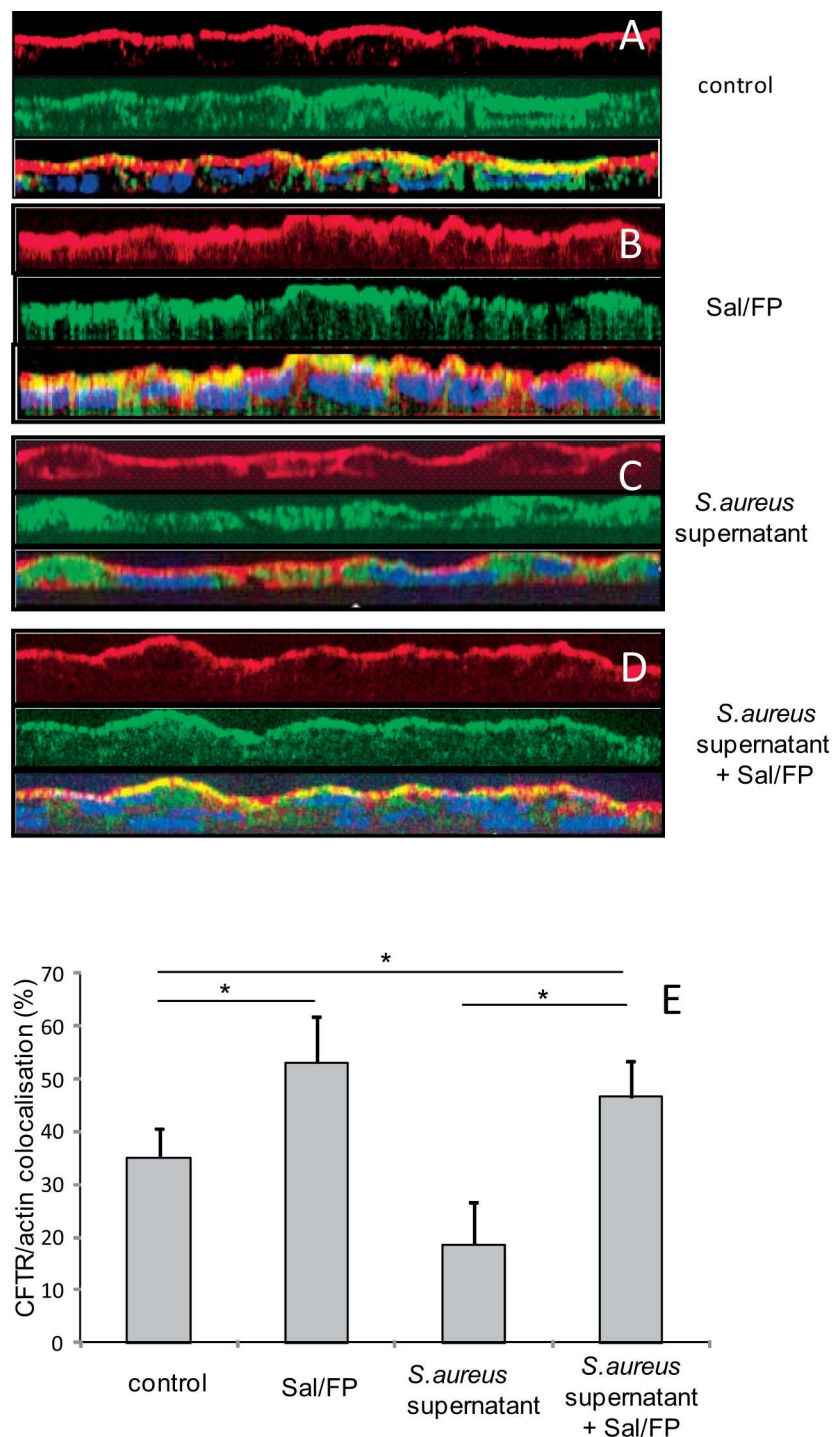 A
control
B
Sal/FP
C
S.aureus
supernatant
D
S.aureus
supernatant
+ Sal/FP
E
CFTR/actin colocalisation (%)
70
60
50
40
30
20
10
0
*
*
*
control
Sal/FP
S.aureus
supernatant
S.aureus
supernatant
+ Sal/FP